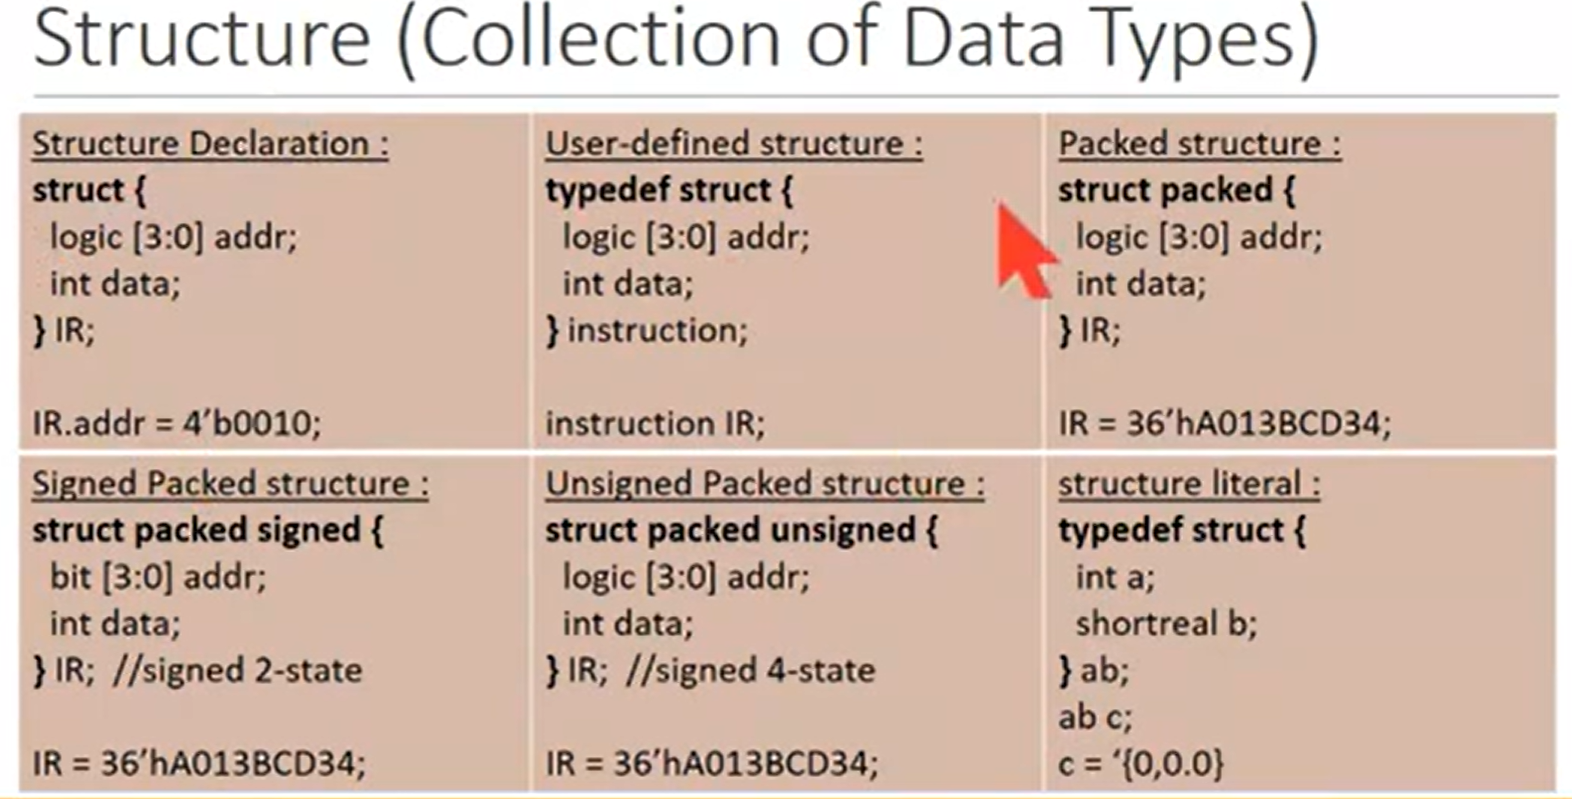 Structure (Collection of Data Types)
Structure Declaration :
struct {
logic [3:0] addr;
int data;
} IR;
IR.addr = 4’b0010;
User-defined structure :
typedef struct {
logic [3:0] addr;
int data;
} instruction;
instruction IR;
Packed structure :
struct packed {
logic [3:0] addr;
int data;
} IR;
IR = 36’hA013BCD34;
Signed Packed structure :
struct packed signed {
bit [3:0] addr;
int data;
} IR; //signed 2-state
IR = 36’hA013BCD34;
Unsigned Packed structure :
struct packed unsigned {
logic [3:0] addr;
int data;
} IR; //signed 4-state
IR = 36’hA013BCD34;
structure literal :
typedef struct {
int a;
shortreal b;
} ab;
ab c;
c = ‘{0,0.0}